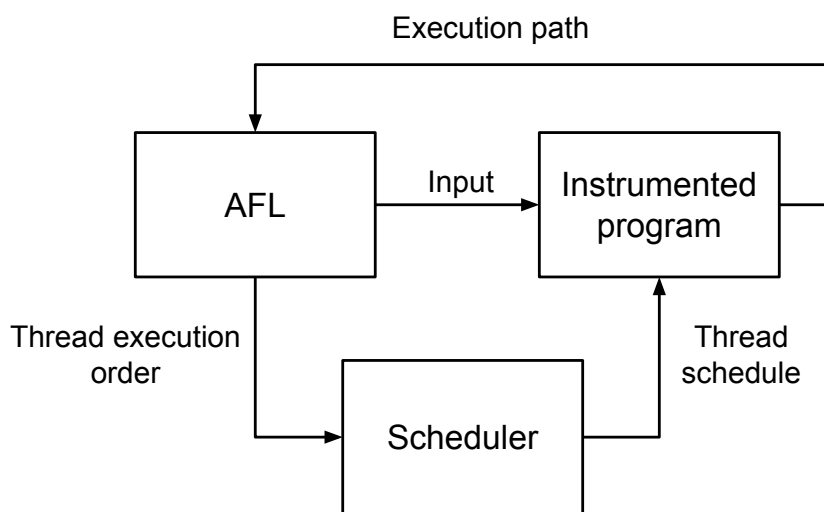 Execution path
AFL
Input
Instrumented
program
Thread execution
order
Thread
schedule
Scheduler